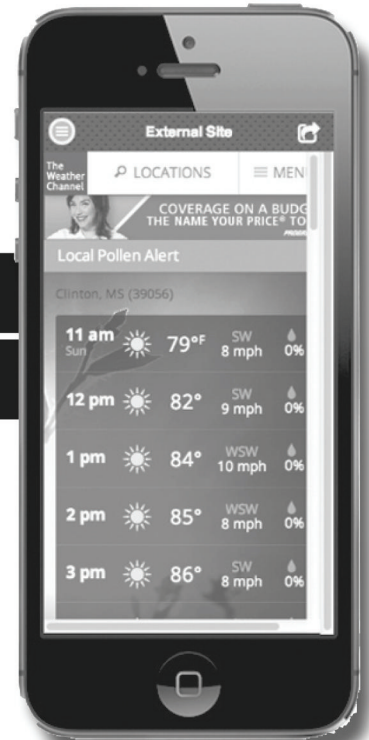 External Site
The
Weather
Channel
LOCATIONS
MEN
COVERAGE ON A BUDG
THE NAME YOUR PRICE® TO
Local Pollen Alert
Clinton, MS (39056)
11 am
Sun
79°F
SW
8 mph
0%
12 pm
82°
SW
9 mph
0%
1 pm
84°
WSW
10 mph
0%
2 pm
85°
WSW
8 mph
0%
3 pm
86°
SW
8 mph
0%